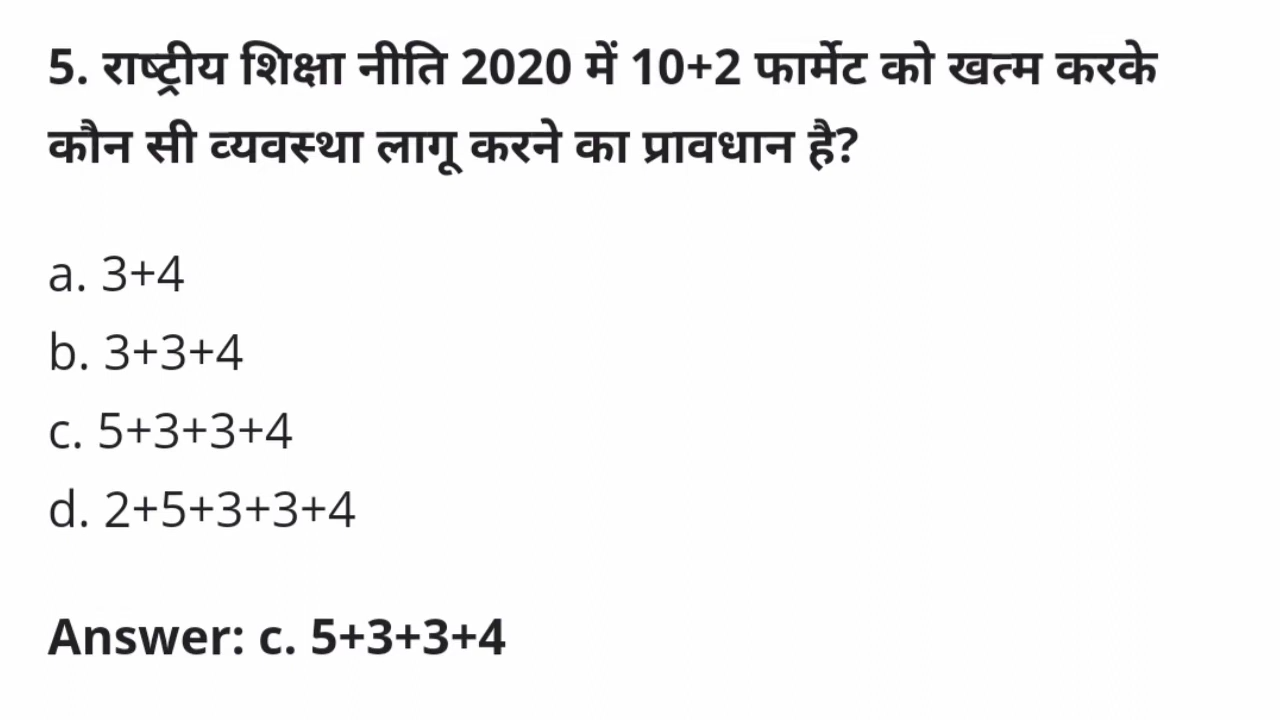 5. राष्ट्रीय शिक्षा नीति 2020 में 10+2 फार्मेट को खत्म करके
कौन सी व्यवस्था लागू करने का प्रावधान है?
a. 3+4
b. 3+3+4
c. 5+3+3+4
d. 2+5+3+3+4
Answer: c. 5+3+3+4